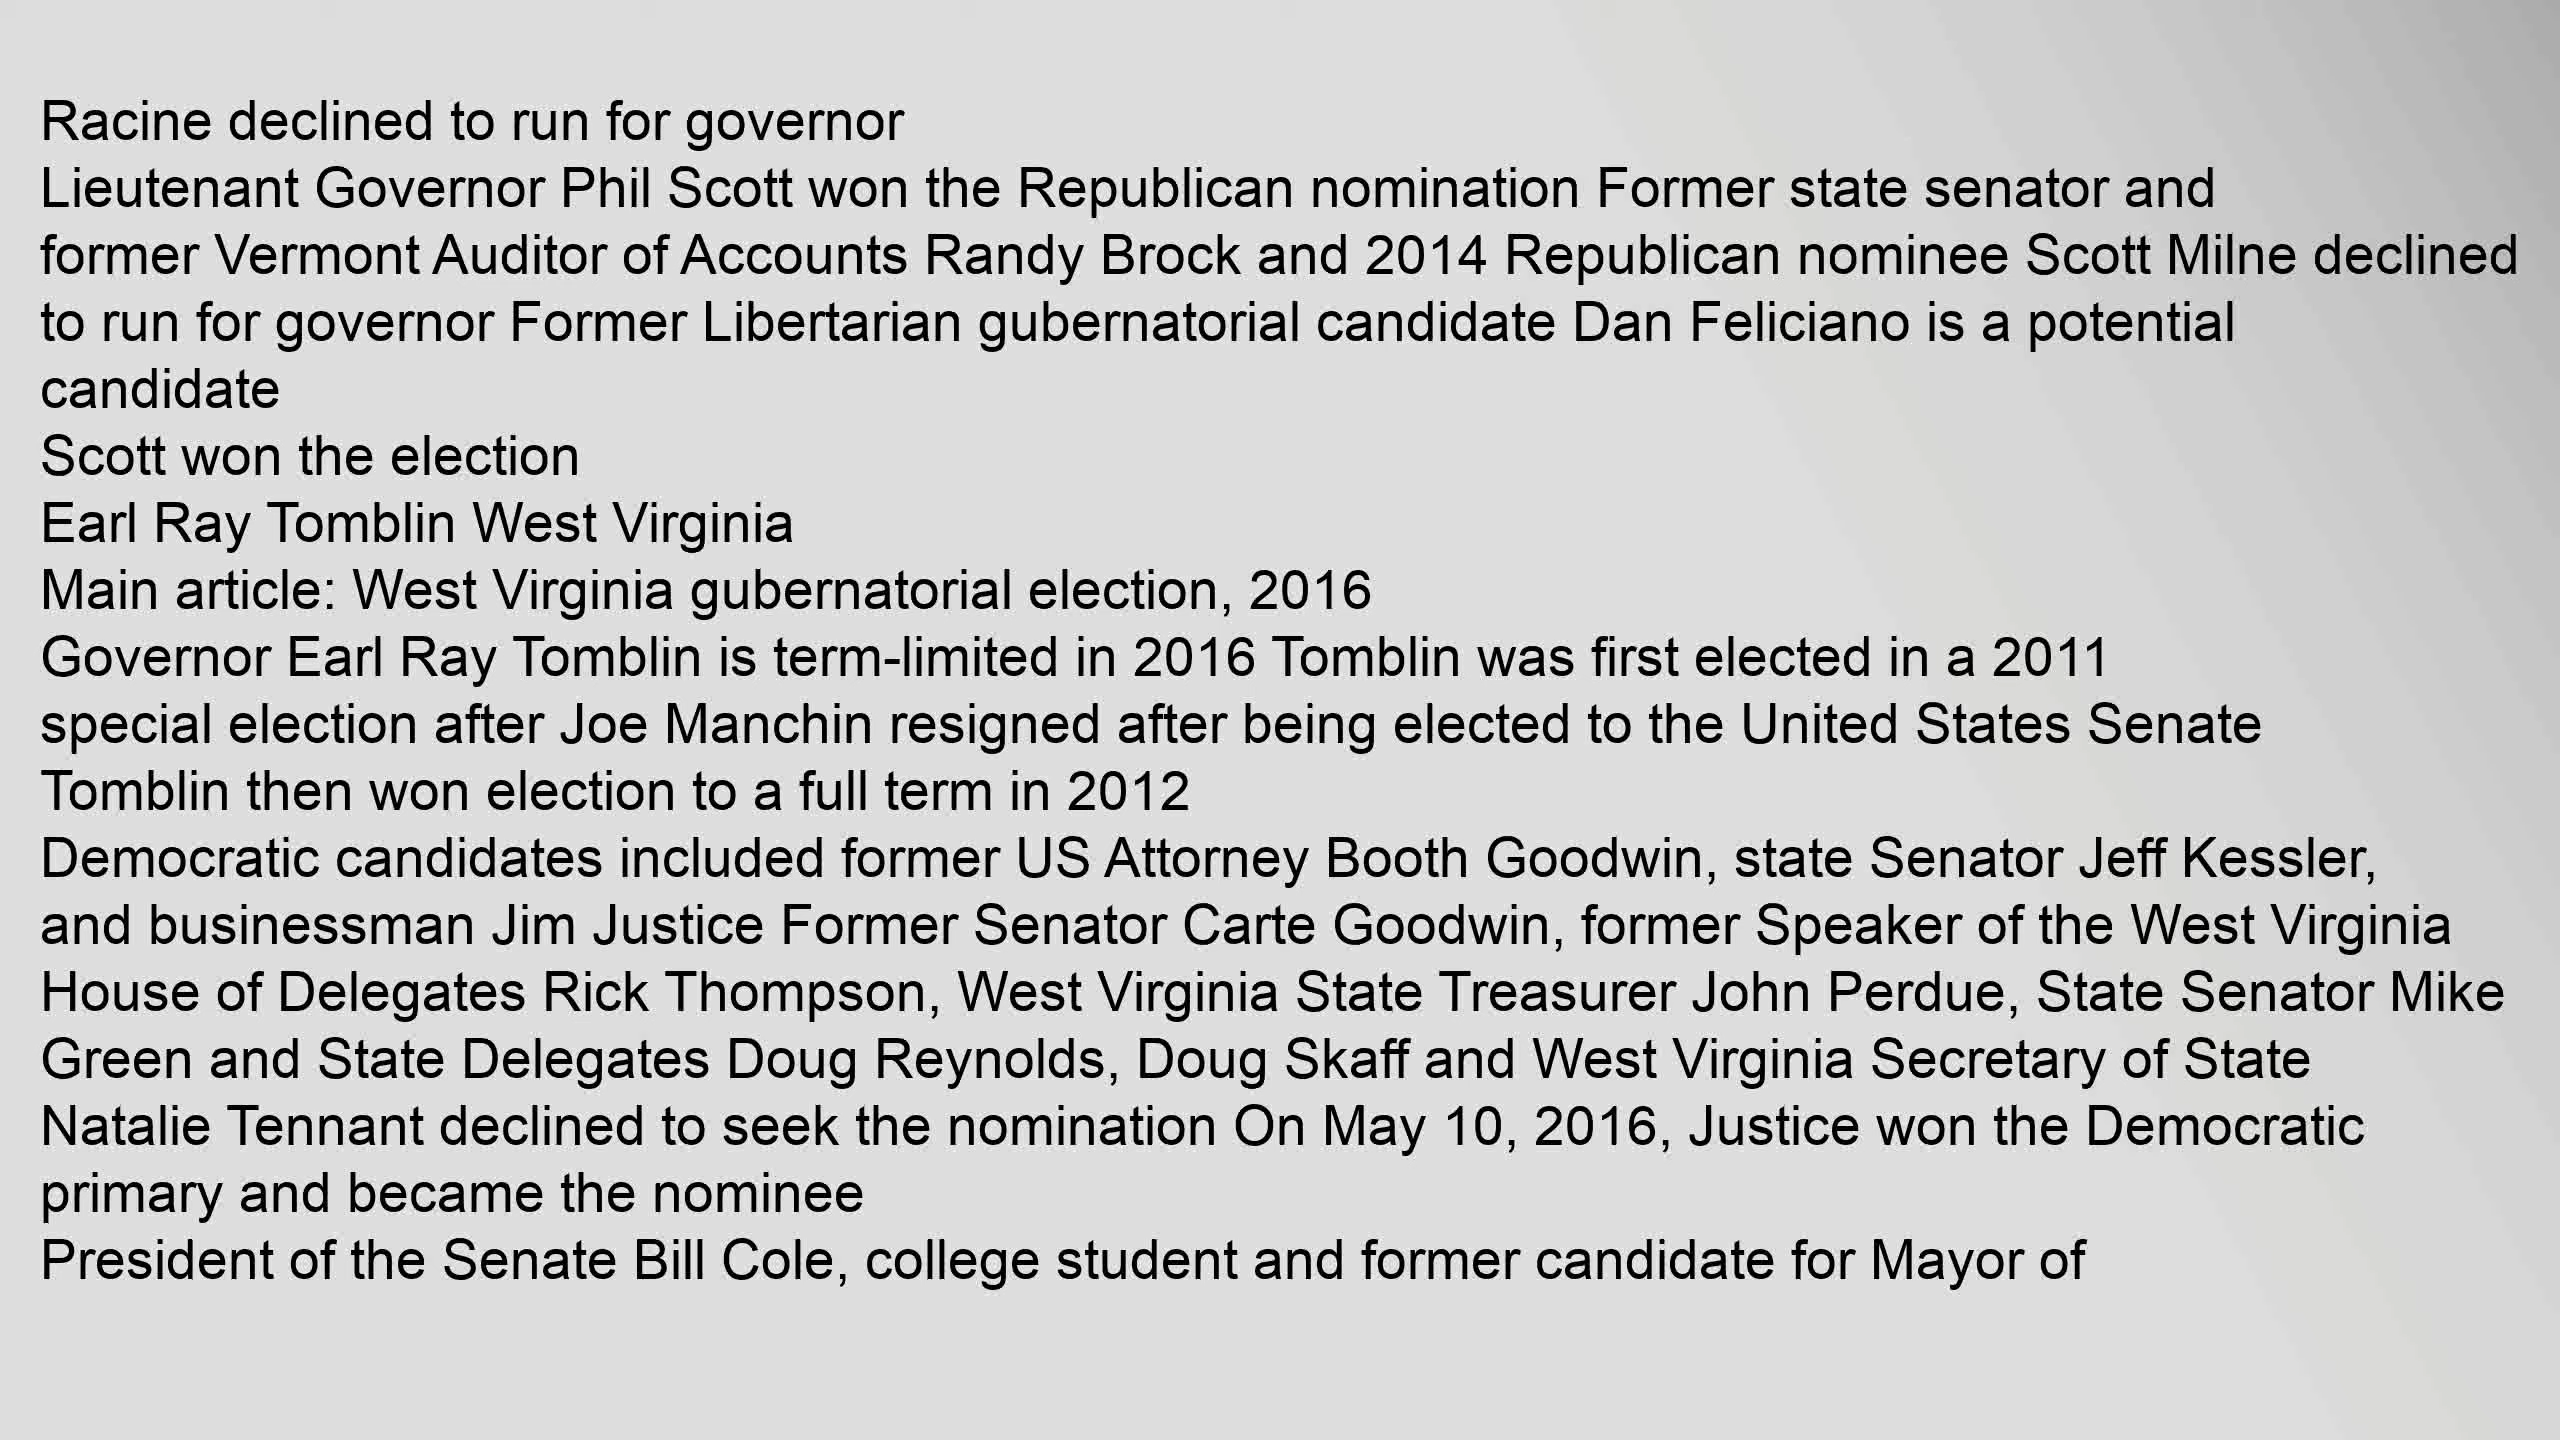 Racine declined to run for governor
Lieutenant Governor Phil Scott won the Republican nomination Former state senator and
former Vermont Auditor of Accounts Randy Brock and 2014 Republican nominee Scott Milne declined
to run for governor Former Libertarian gubernatorial candidate Dan Feliciano is a potential
candidate
Scott won the election
Earl Ray Tomblin West Virginia
Main article: West Virginia gubernatorial election, 2016
Governor Earl Ray Tomblin is term-limited in 2016 Tomblin was first elected in a 2011
special election after Joe Manchin resigned after being elected to the United States Senate
Tomblin then won election to a full term in 2012
Democratic candidates included former US Attorney Booth Goodwin, state Senator Jeff Kessler,
and businessman Jim Justice Former Senator Carte Goodwin, former Speaker of the West Virginia
House of Delegates Rick Thompson, West Virginia State Treasurer John Perdue, State Senator Mike
Green and State Delegates Doug Reynolds, Doug Skaff and West Virginia Secretary of State
Natalie Tennant declined to seek the nomination On May 10, 2016, Justice won the Democratic
primary and became the nominee
President of the Senate Bill Cole, college student and former candidate for Mayor of